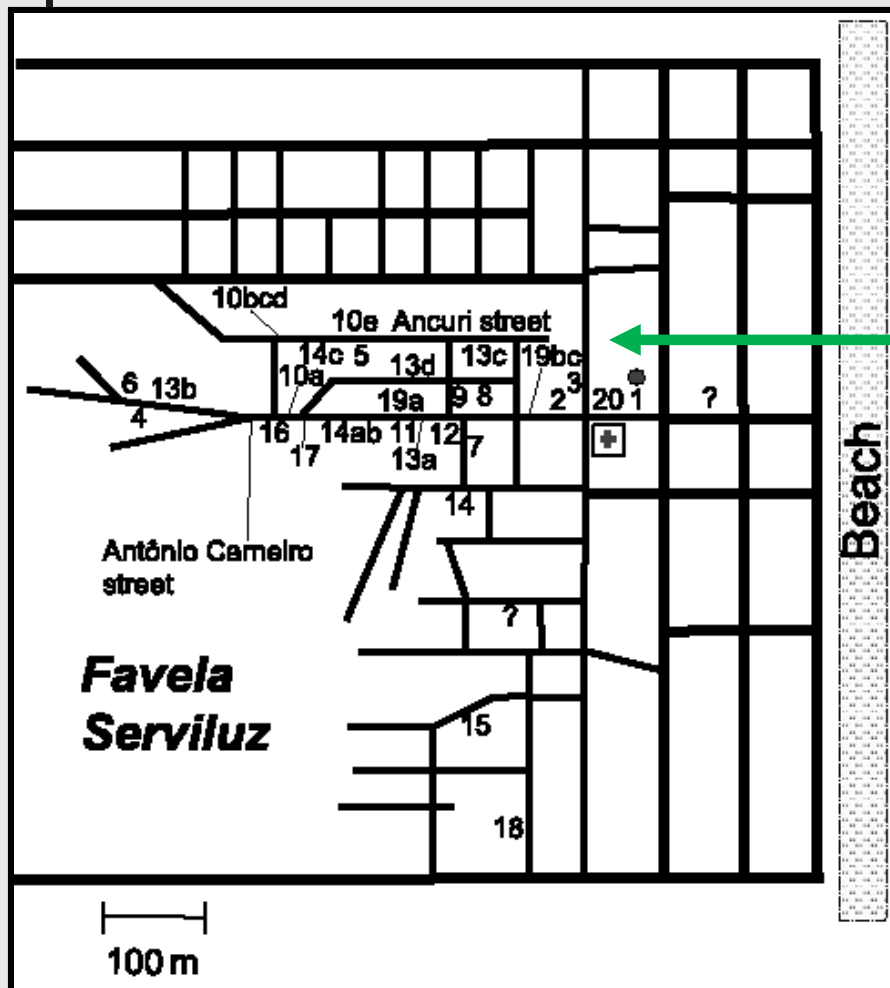 10bcd
10e Ancuri street
14c 5 13d 13c 19bc
10a
6 13b 3
4 19a 9 8 2 20 1 ?
16 14ab 11 12 7
17 13a
14
Antônio Carneiro
street
?
Favela
Serviluz
15
18
100 m
Beach